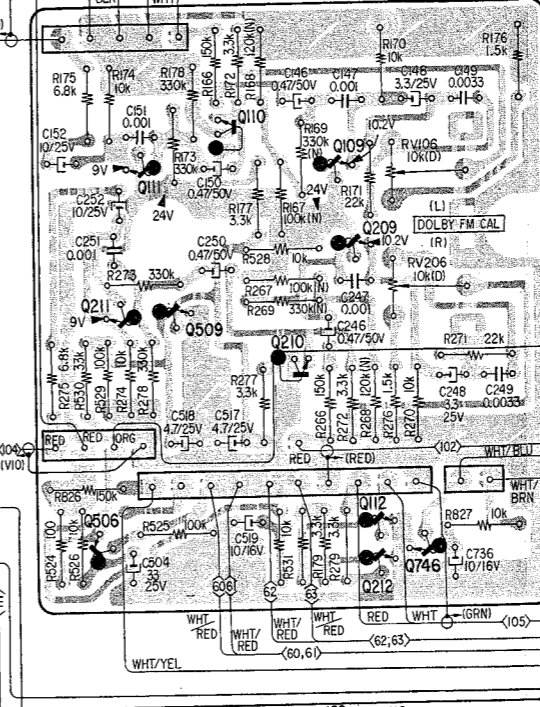 WHT/
R175
6.8k
R174
10k
R178
330k
R166
150k
R172
3.3k
R168
120k(N)
C146
0.47/50V
C147
0.001
R170
10k
C148
3.3/25V
C149
0.0033
R176
1.5k
C152
10/25V
C151
0.001
Q110
R169
330k
(N)
Q109
10.2V
RV106
10k(D)
9V
Q111
R173
330k
C150
0.47/50V
24V
24V
R171
22k
C252
10/25V
R177
3.3k
R167
100k(N)
(L)
DOLBY FM CAL
(R)
C251
0.001
C250
0.47/50V
R528
10k
Q209
10.2V
R273
330k
R267
100k(N)
R269
330k(N)
C247
0.001
RV206
10k(D)
Q211
9V
Q509
Q210
C246
0.47/50V
R271
22k
R275
6.8k
R530
33k
R529
100k
R274
10k
R278
330k
R277
3.3k
R266
150k
R272
3.3k
R268
120k(N)
R276
1.5k
R270
10k
C248
3.3
25V
C249
0.0033
C518
4.7/25V
C517
4.7/25V
RED
RED
ORG
(VIO)
RED
(RED)
<102>
WHT/BLU
WHT/
BRN
R826
150k
Q506
R525
100k
C519
10/16V
R531
10k
R179
3.3k
R279
3.3k
Q112
R827
10k
R524
100
R526
10k
C504
33
25V
606
62
63
Q212
Q746
C736
10/16V
WHT
RED
WHT/
RED
WHT/
RED
WHT
RED
RED
WHT
(GRN)
<105>
<60,61>
<62,63>
WHT/YEL